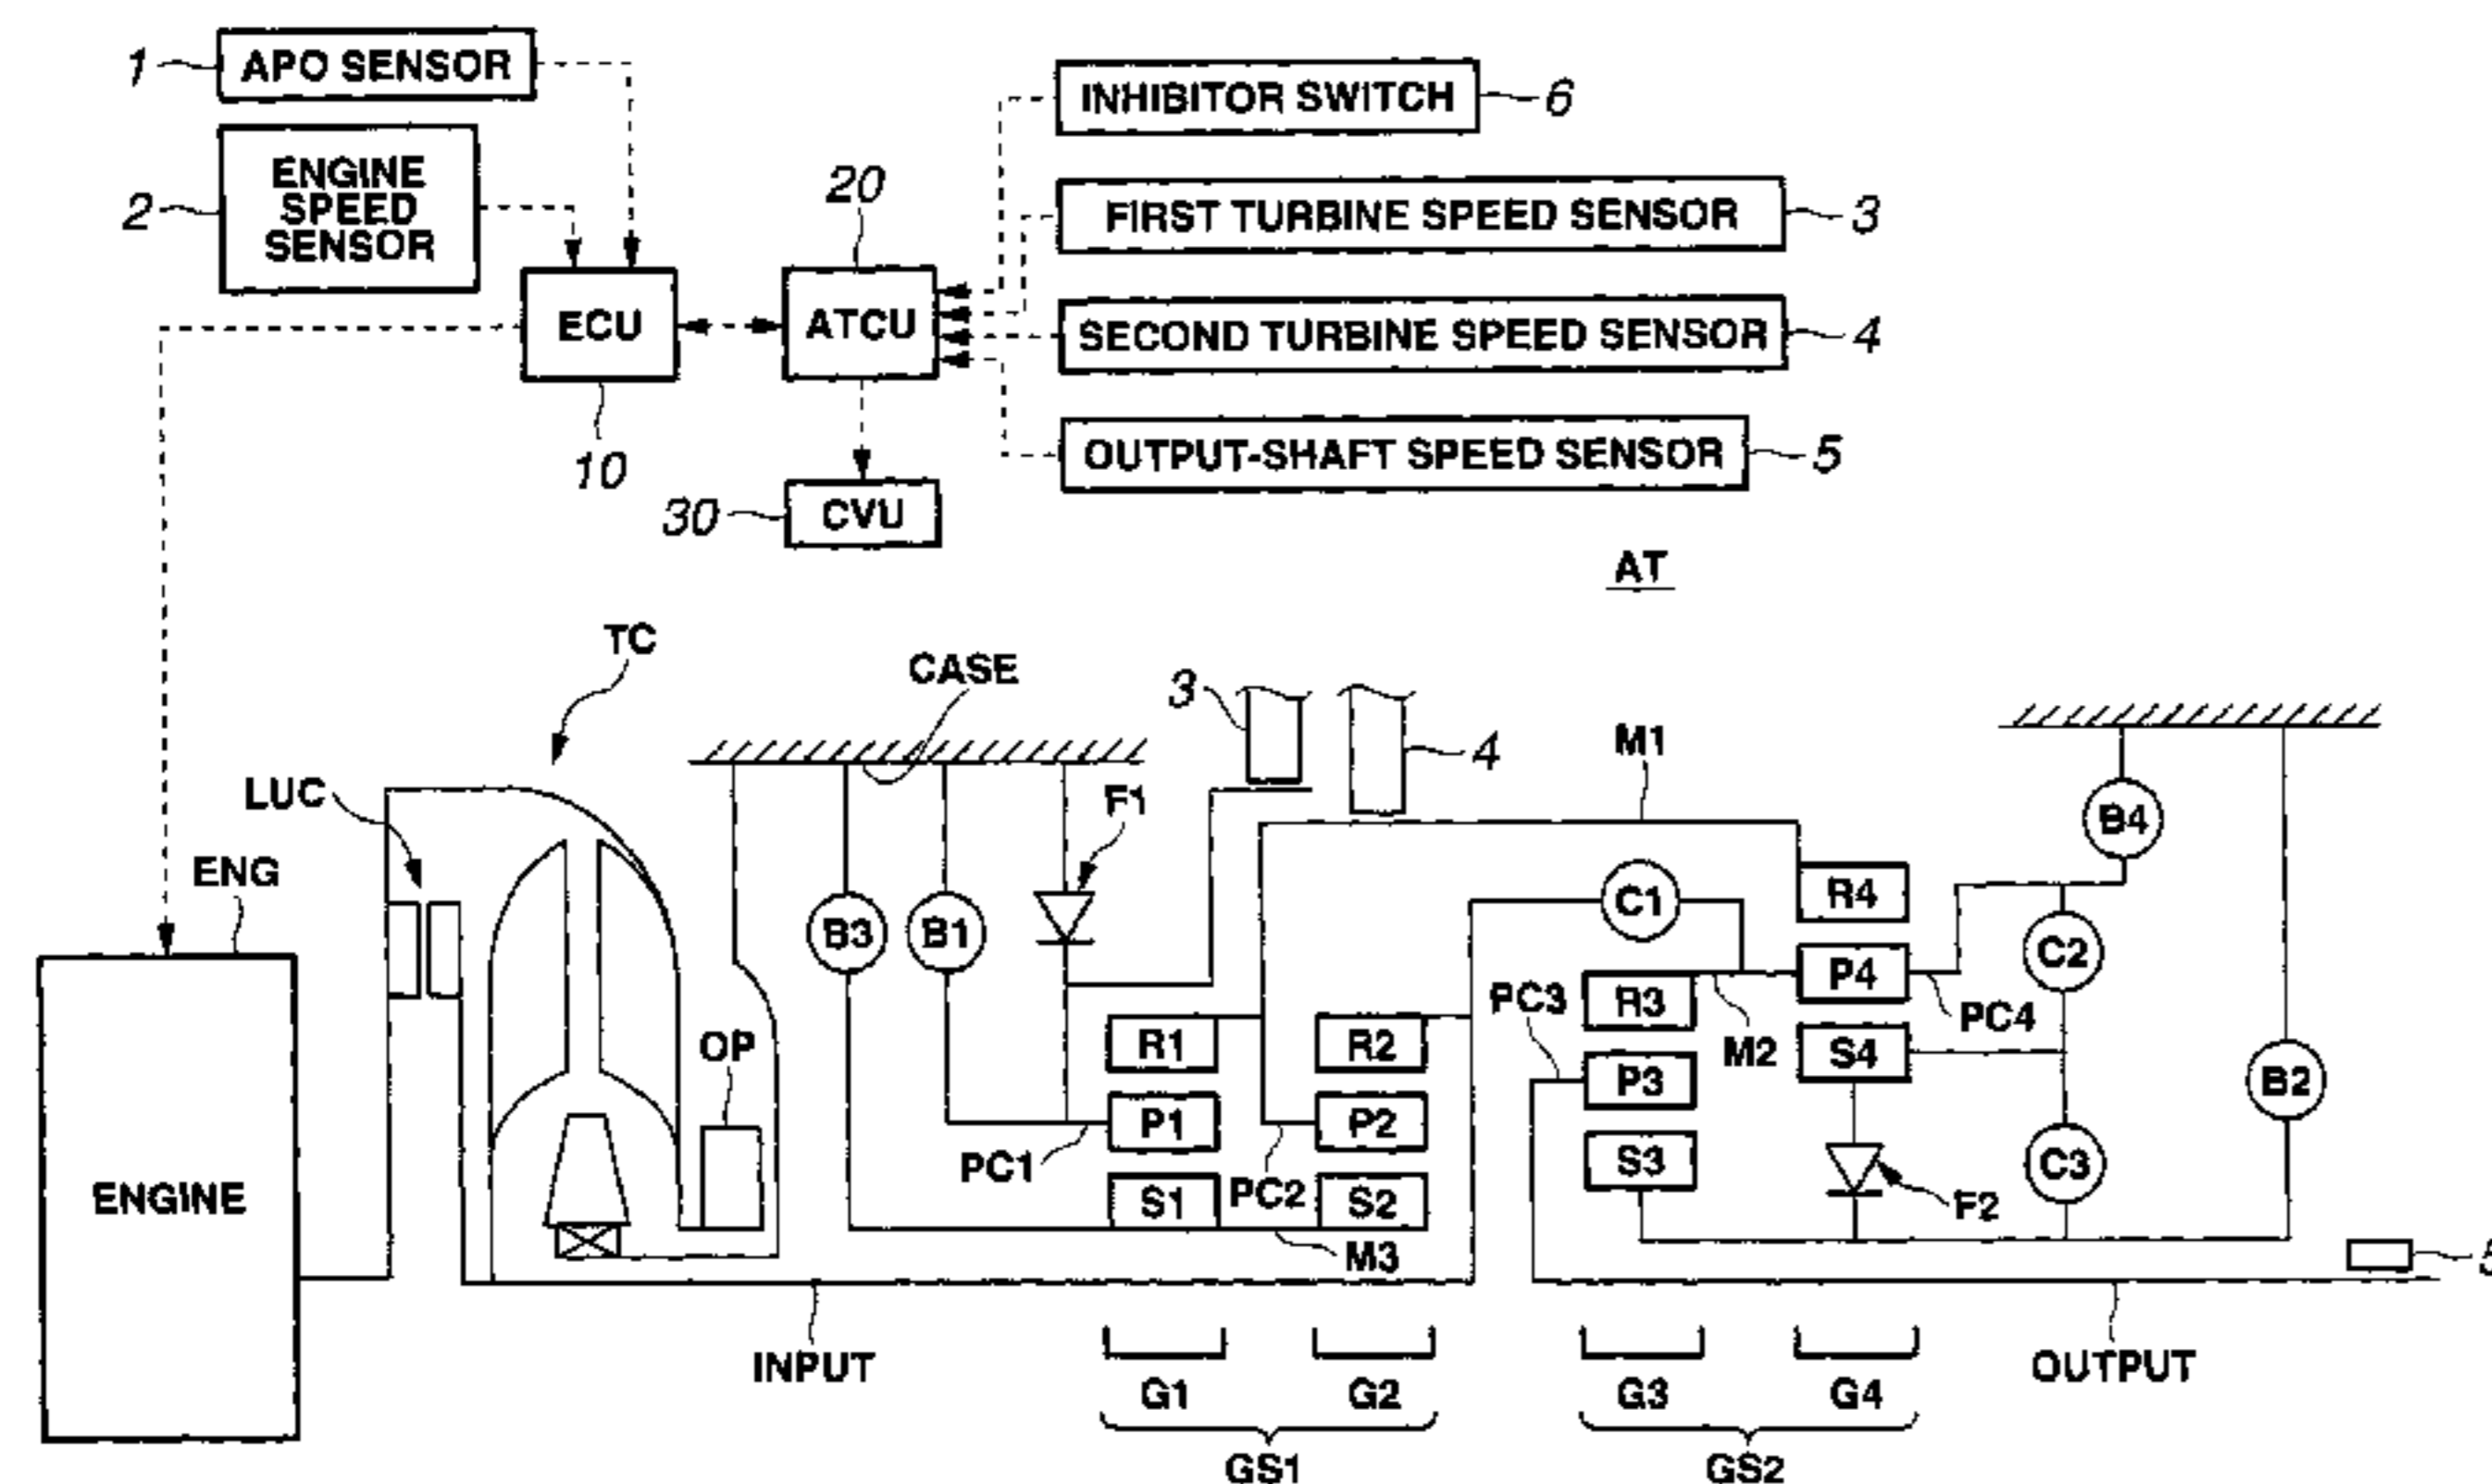 1
APO SENSOR
2
ENGINE
SPEED
SENSOR
20
ECU
10
ATCU
30
CVU
INHIBITOR SWITCH
6
FIRST TURBINE SPEED SENSOR
3
SECOND TURBINE SPEED SENSOR
4
OUTPUT-SHAFT SPEED SENSOR
5
AT
TC
CASE
3
4
M1
LUC
F1
B4
ENG
C1
R4
B3
B1
C2
P4
PC3
R3
PC4
OP
R1
R2
M2
S4
P3
B2
P1
P2
PC1
S3
C3
ENGINE
S1
PC2
S2
F2
M3
5
INPUT
OUTPUT
G1
G2
G3
G4
GS1
GS2